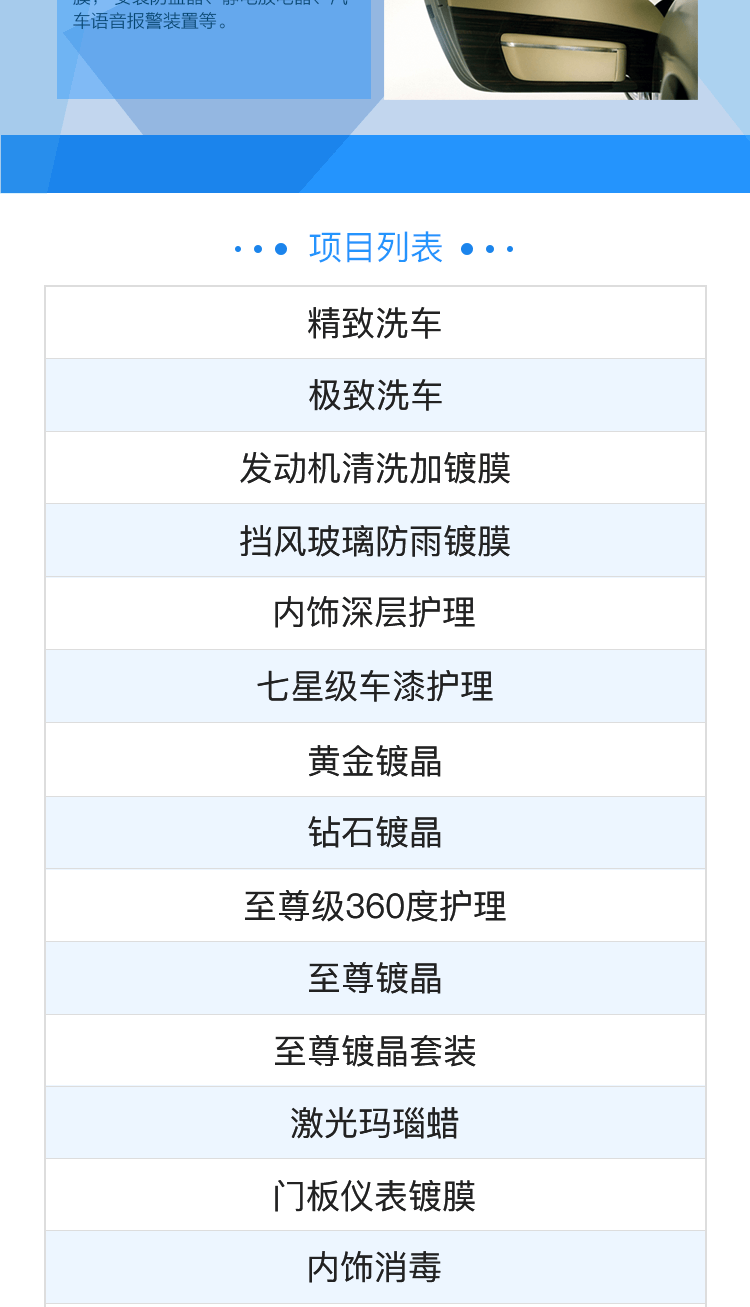 车语音报警装置等。
项目列表
精致洗车
极致洗车
发动机清洗加镀膜
挡风玻璃防雨镀膜
内饰深层护理
七星级车漆护理
黄金镀晶
钻石镀晶
至尊级360度护理
至尊镀晶
至尊镀晶套装
激光玛瑙蜡
门板仪表镀膜
内饰消毒